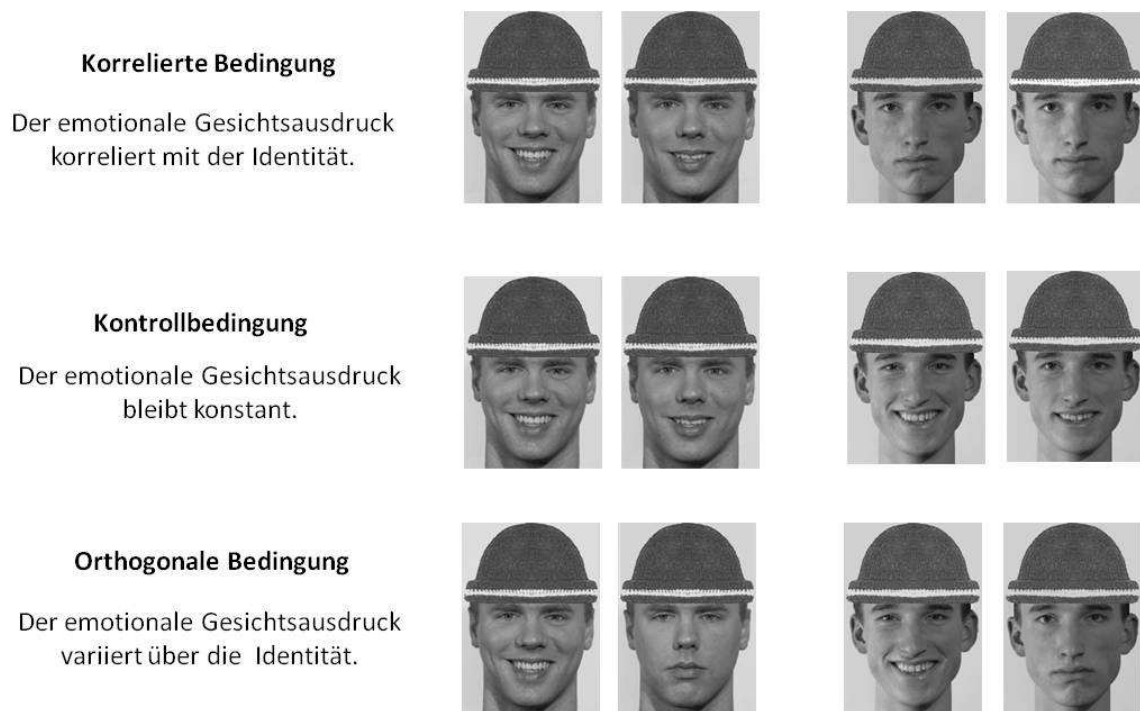 Korrelierte Bedingung
Der emotionale Gesichtsausdruck
korreliert mit der Identität.
Kontrollbedingung
Der emotionale Gesichtsausdruck
bleibt konstant.
Orthogonale Bedingung
Der emotionale Gesichtsausdruck
variiert über die Identität.